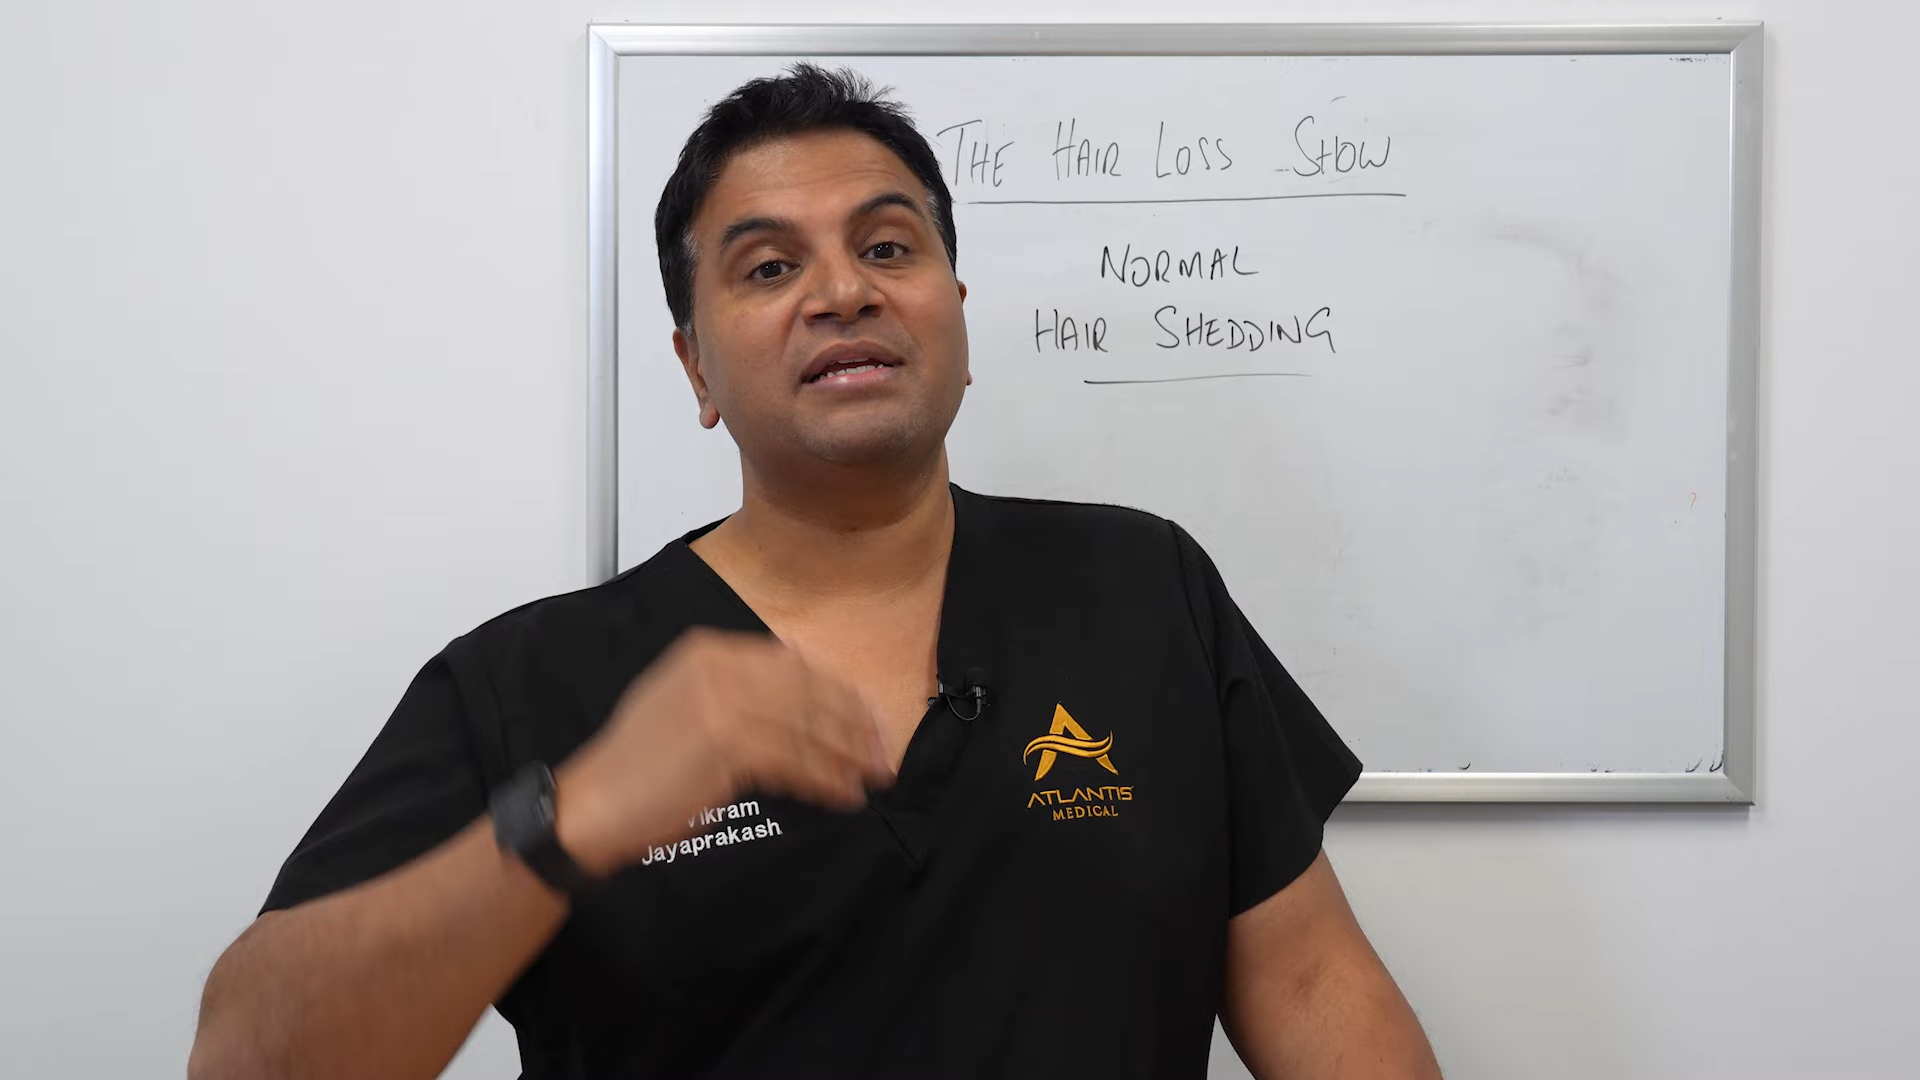 THE HAIR LOSS SHOW
NORMAL
HAIR SHEDDING
Vikram
Jayaprakash
ATLANTIS
MEDICAL